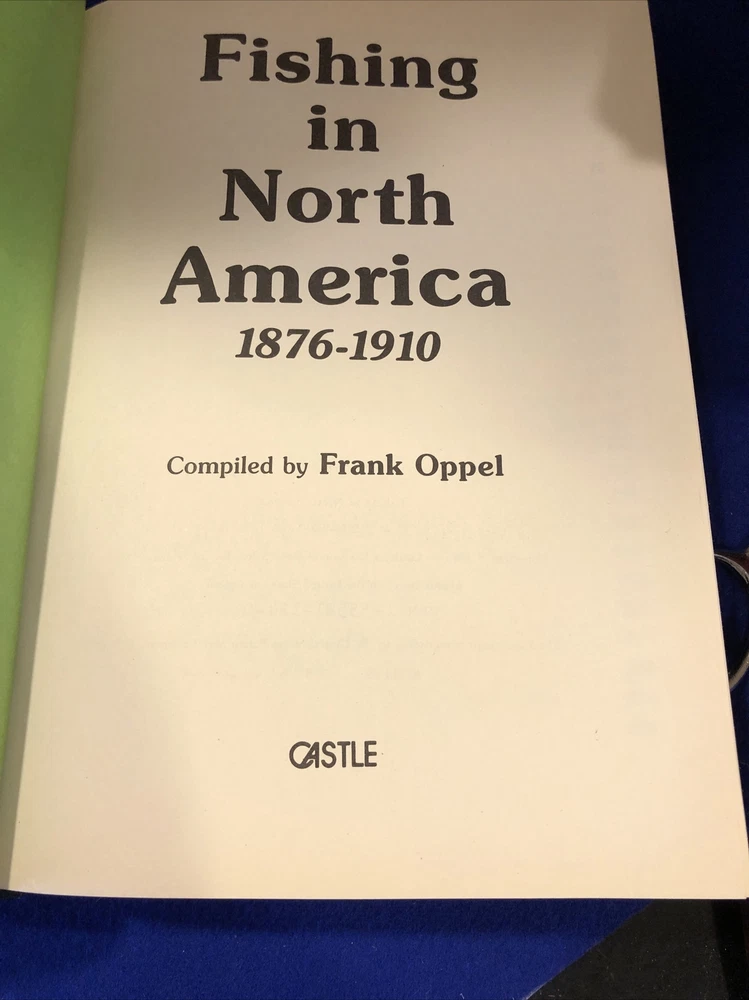 Fishing
in
North
America
1876-1910
Compiled by Frank Oppel
CASTLE